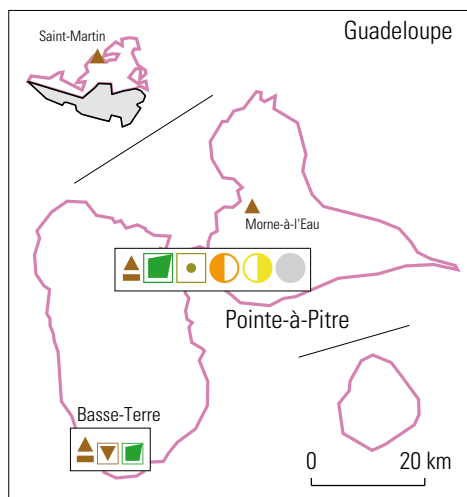 Guadeloupe
Saint-Martin
Morne-à-l'Eau
Pointe-à-Pitre
Basse-Terre
0 20 km